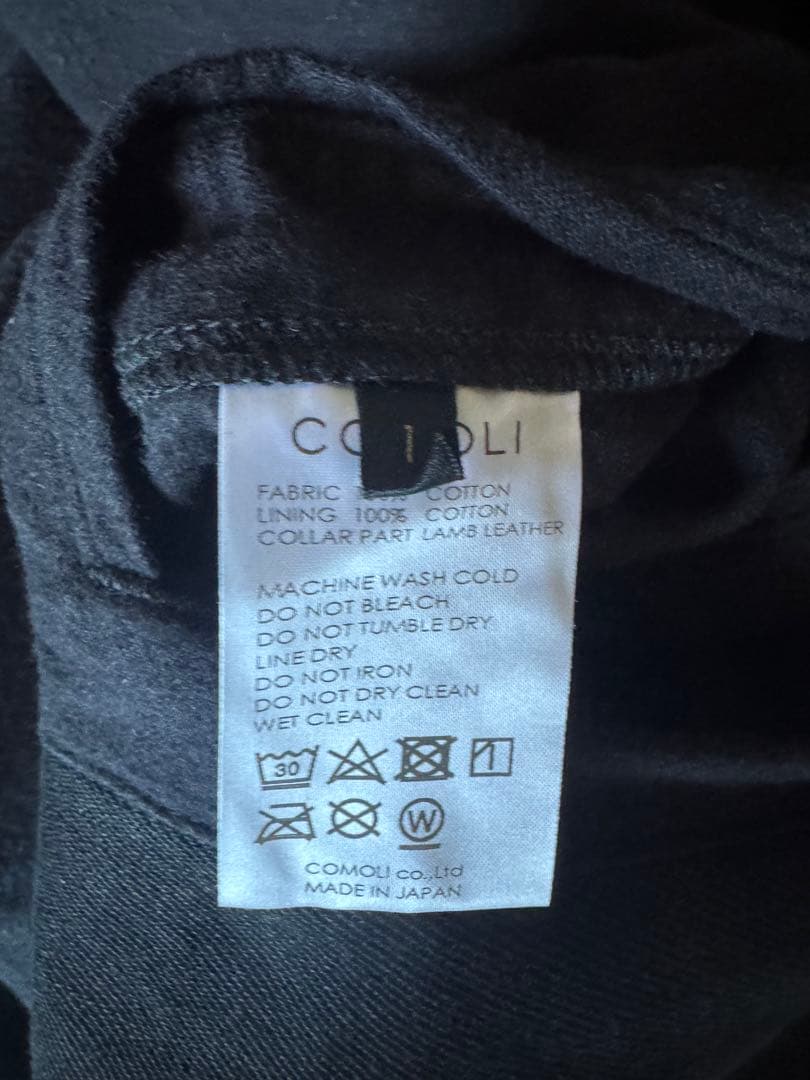 CO OLI
FABRIC % COTTON
LINING 100% COTTON
COLLAR PART LAMB LEATHER
MACHINE WASH COLD
DO NOT BLEACH
DO NOT TUMBLE DRY
LINE DRY
DO NOT IRON
DO NOT DRY CLEAN
WET CLEAN
30
W
COMOLI co.,Ltd
MADE IN JAPAN